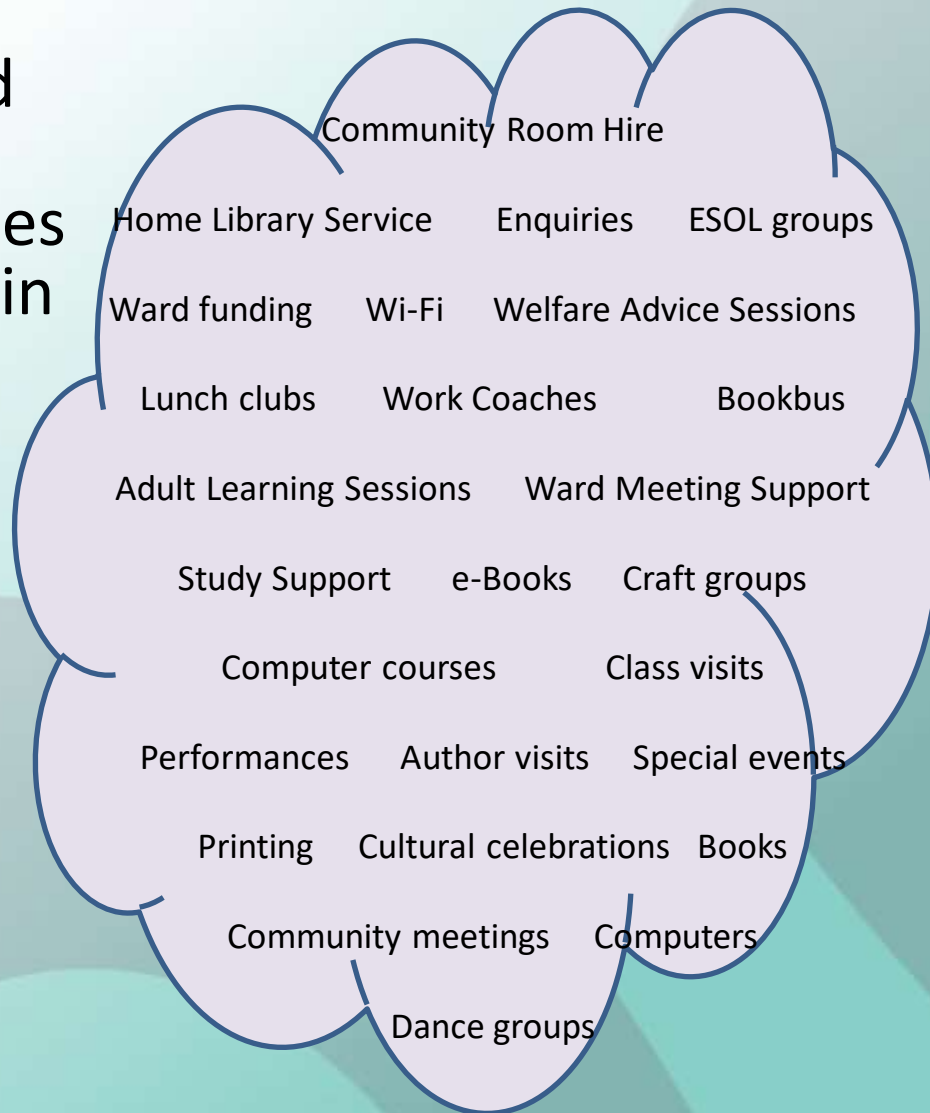 d
Community Room Hire
es
Home Library Service Enquiries ESOL groups
in
Ward funding Wi-Fi Welfare Advice Sessions
Lunch clubs Work Coaches Bookbus
Adult Learning Sessions Ward Meeting Support
Study Support e-Books Craft groups
Computer courses Class visits
Performances Author visits Special events
Printing Cultural celebrations Books
Community meetings Computers
Dance groups